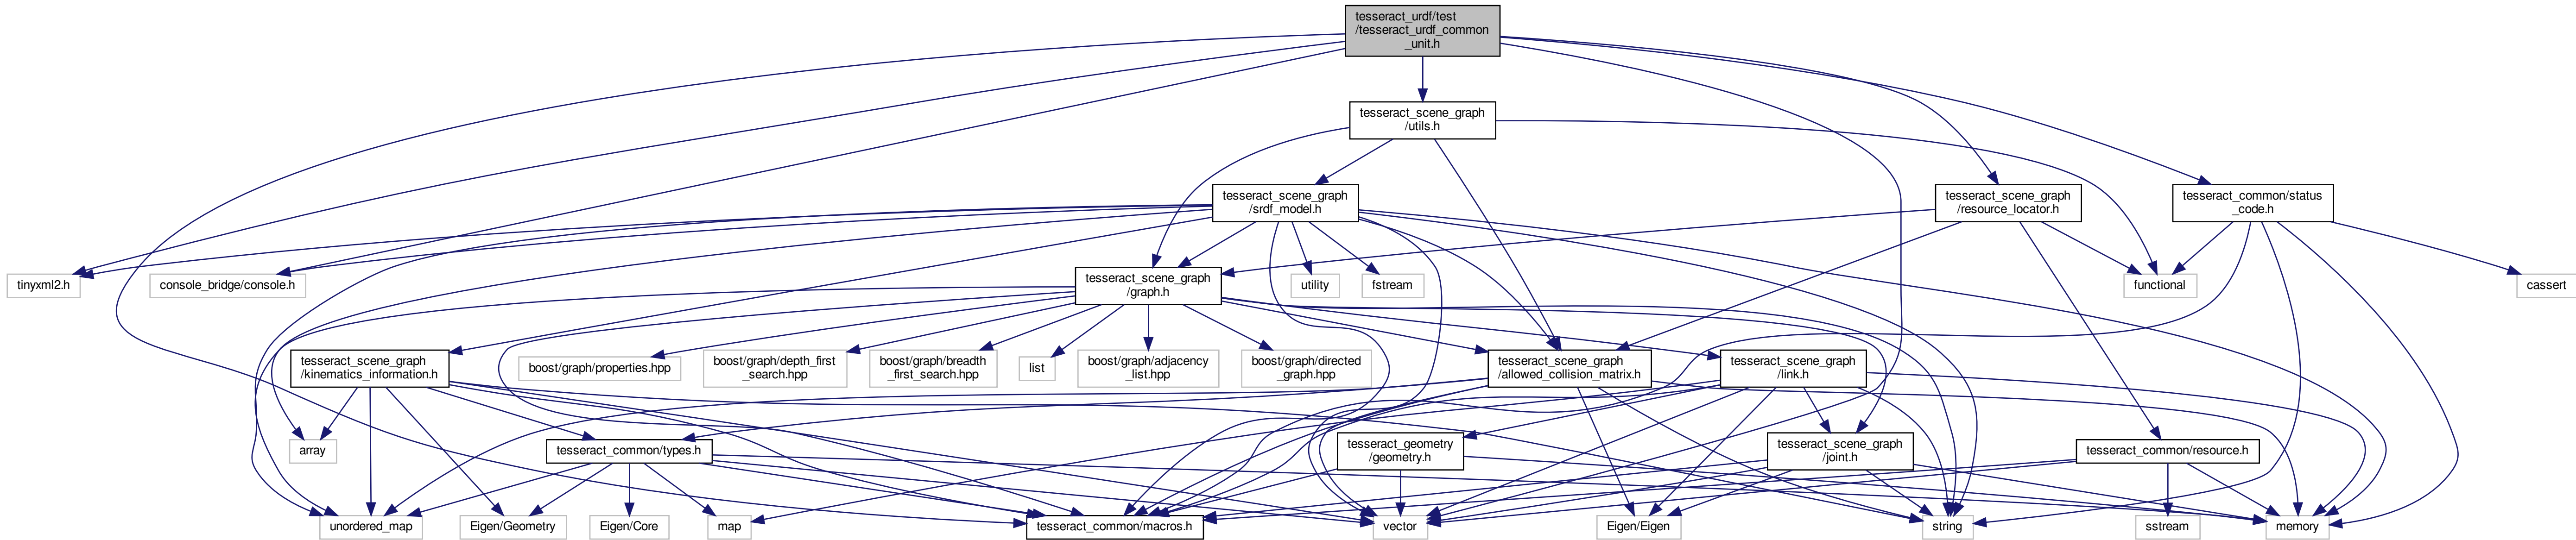 tesseract_urdf/test
/tesseract_urdf_common
_unit.h
tesseract_scene_graph
/utils.h
tesseract_scene_graph
/srdf_model.h
tesseract_scene_graph
/resource_locator.h
tesseract_common/status
_code.h
tinyxml2.h
console_bridge/console.h
tesseract_scene_graph
/graph.h
utility
fstream
functional
cassert
tesseract_scene_graph
/kinematics_information.h
boost/graph/properties.hpp
boost/graph/depth_first
_search.hpp
boost/graph/breadth
_first_search.hpp
list
boost/graph/adjacency
_list.hpp
boost/graph/directed
_graph.hpp
tesseract_scene_graph
/allowed_collision_matrix.h
tesseract_scene_graph
/link.h
array
tesseract_common/types.h
tesseract_geometry
/geometry.h
tesseract_scene_graph
/joint.h
tesseract_common/resource.h
unordered_map
Eigen/Geometry
Eigen/Core
map
tesseract_common/macros.h
vector
Eigen/Eigen
string
sstream
memory